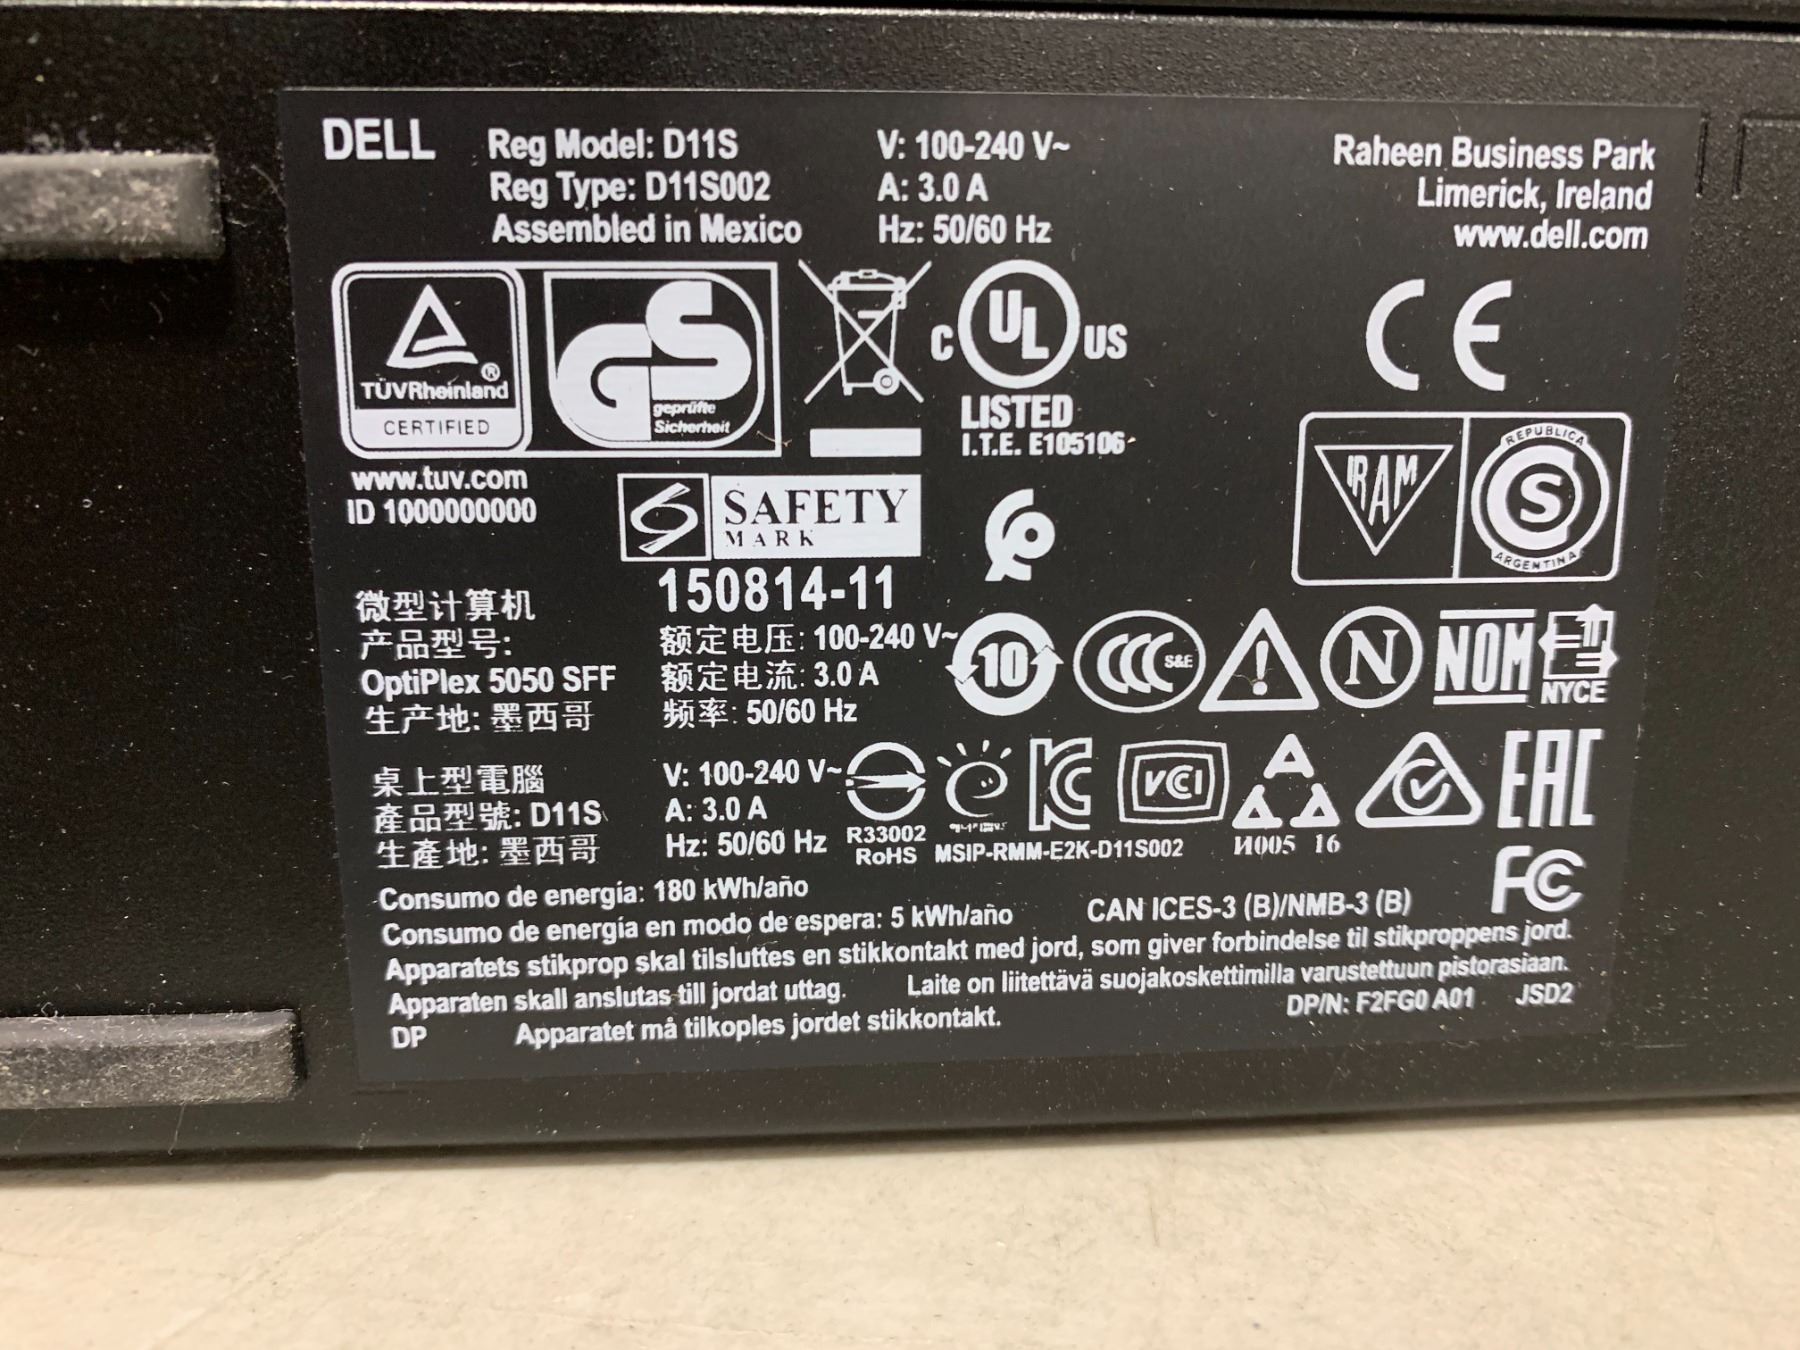 DELL
Reg Model: D11S
Reg Type: D11S002
Assembled in Mexico
V: 100-240 V~
A: 3.0 A
Hz: 50/60 Hz
Raheen Business Park
Limerick, Ireland
www.dell.com
TÜVRheinland ®
CERTIFIED
GS
geprüfte
Sicherheit
www.tuv.com
ID 1000000000
C UL US
LISTED
I.T.E. E105106
CE
SAFETY
MARK
150814-11
IRAM
REPUBLICA
S
ARGENTINA
微型计算机
产品型号:
OptiPlex 5050 SFF
生产地: 墨西哥
额定电压: 100-240 V~
额定电流: 3.0 A
频率: 50/60 Hz
10
CCC S&E
!
N
NOM
NYCE
桌上型電腦
產品型號: D11S
生產地: 墨西哥
V: 100-240 V~
A: 3.0 A
Hz: 50/60 Hz
R33002
RoHS
KC
MSIP-RMM-E2K-D11S002
VCI
И005 16
EAC
FC
Consumo de energía: 180 kWh/año
Consumo de energía en modo de espera: 5 kWh/año
CAN ICES-3 (B)/NMB-3 (B)
Apparatets stikprop skal tilsluttes en stikkontakt med jord, som giver forbindelse til stikproppens jord.
Apparaten skall anslutas till jordat uttag. Laite on liitettävä suojakoskettimilla varustettuun pistorasiaan.
DP Apparatet må tilkoples jordet stikkontakt.
DP/N: F2FG0 A01 JSD2